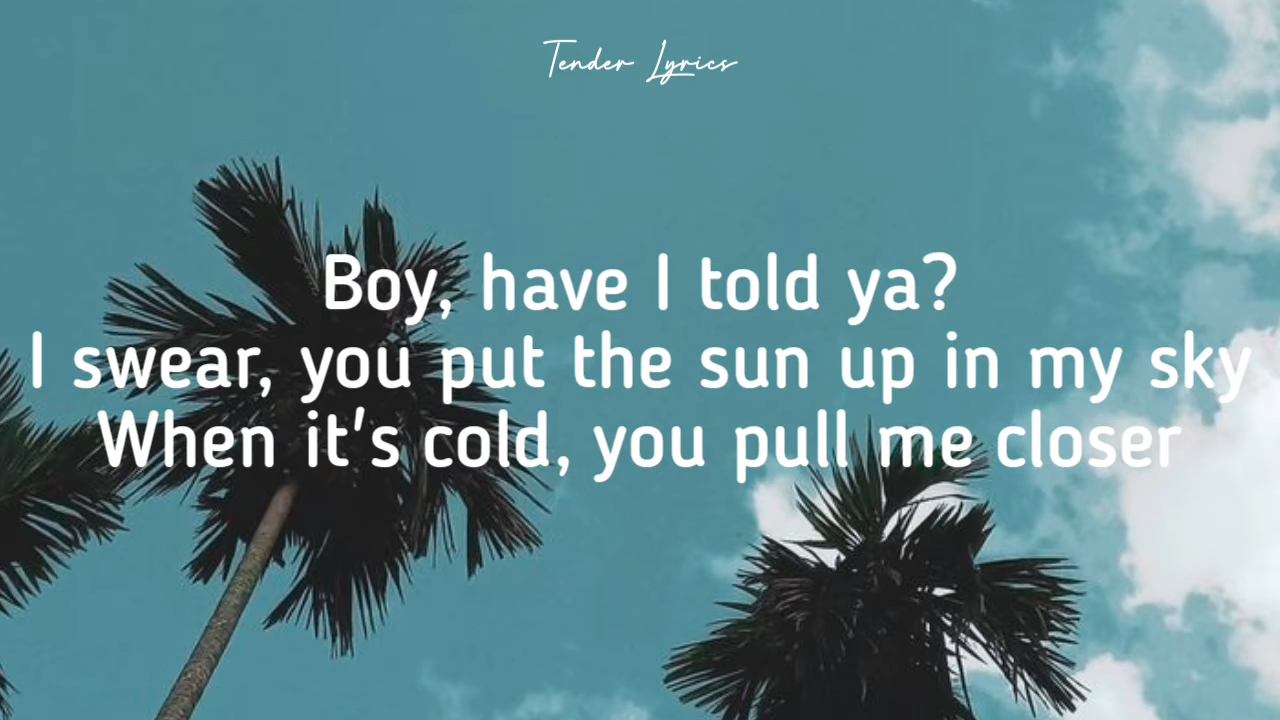 Tender Lyrics
Boy, have I told ya?
I swear, you put the sun up in my sky
When it's cold, you pull me closer